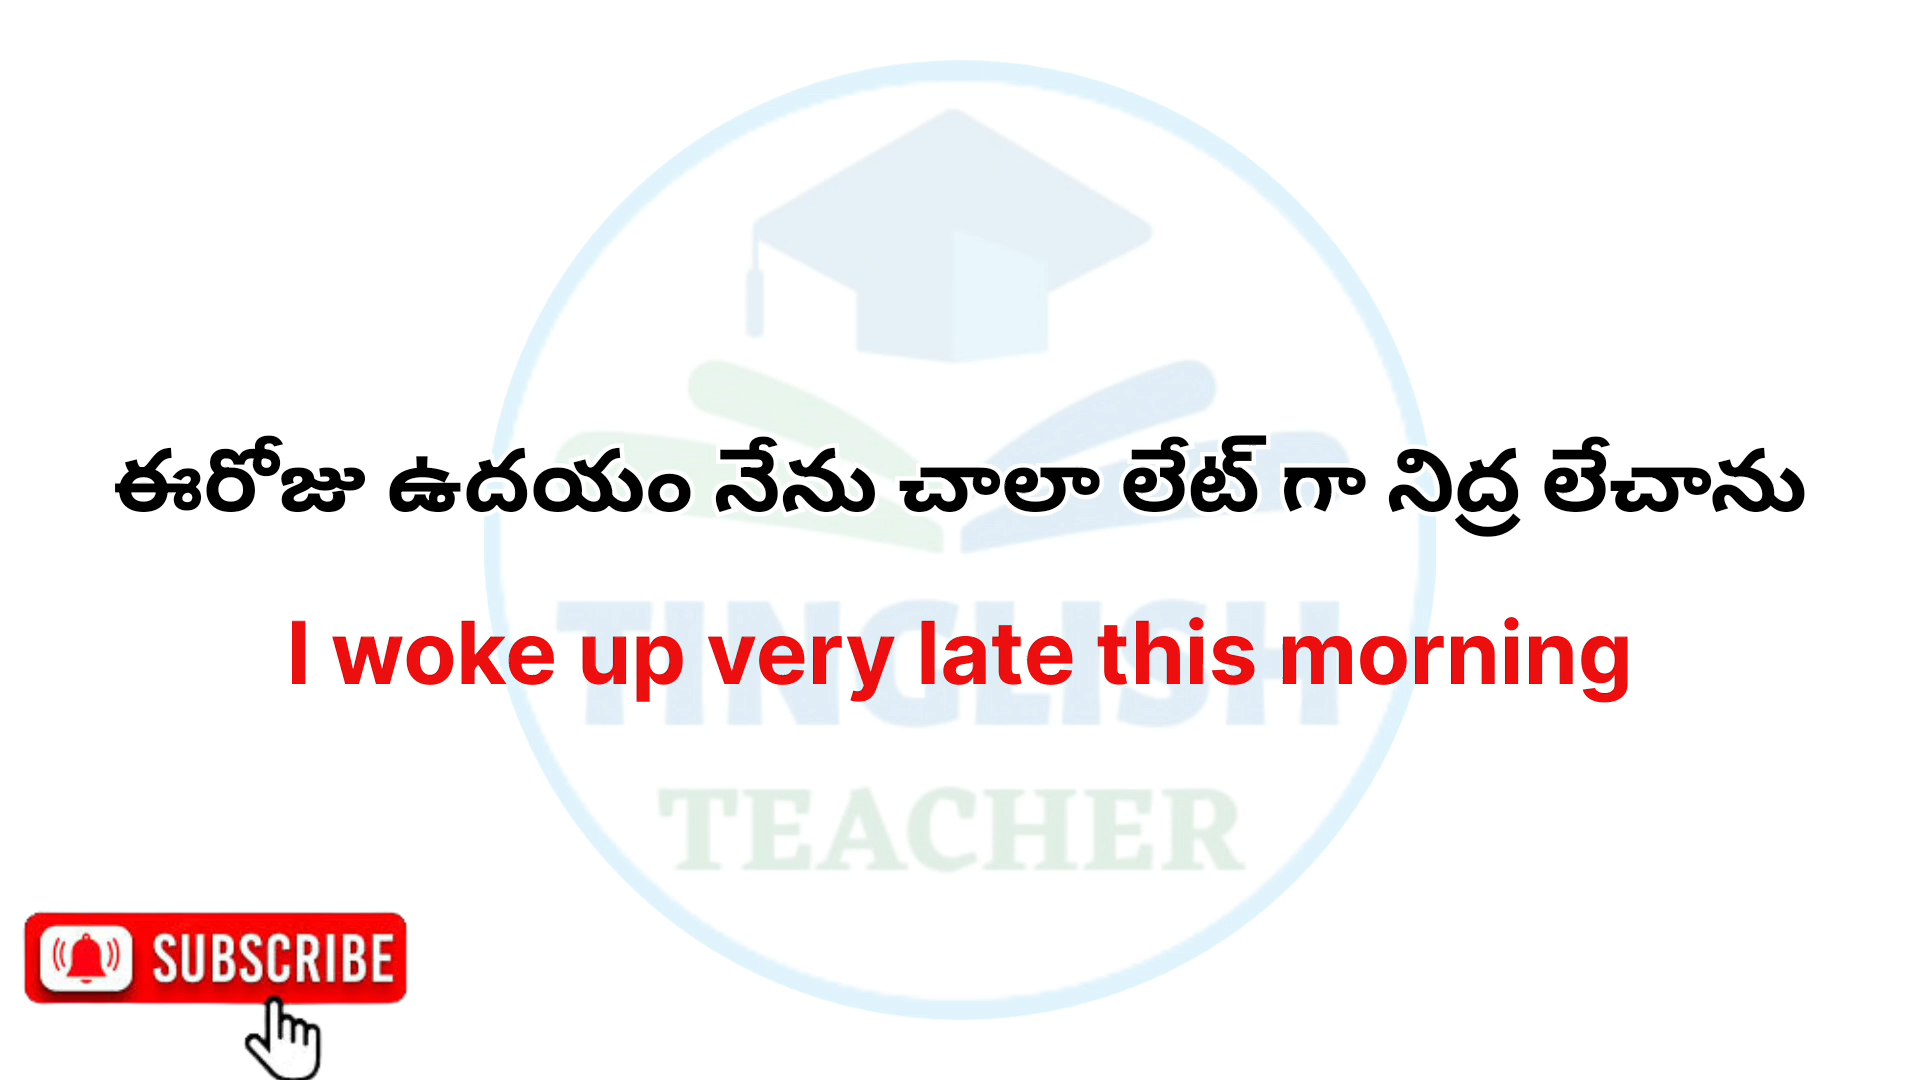 ఈరోజు ఉదయం నేను చాలా లేట్ గా నిద్ర లేచాను
I woke up very late this morning
TINGLISH
TEACHER
SUBSCRIBE